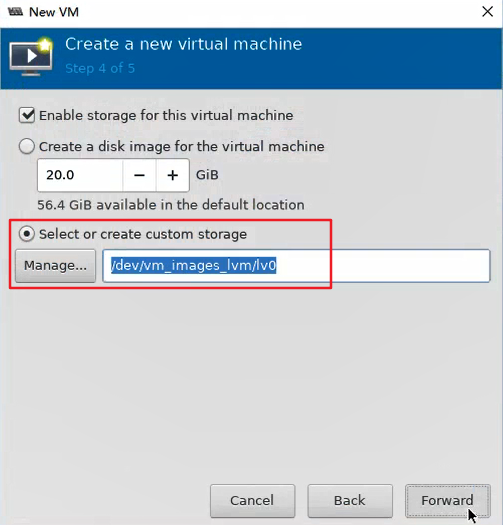 New VM
Create a new virtual machine
Step 4 of 5
Enable storage for this virtual machine
Create a disk image for the virtual machine
20.0 − + GiB
56.4 GiB available in the default location
Select or create custom storage
Manage... /dev/vm_images_lvm/lv0
Cancel Back Forward